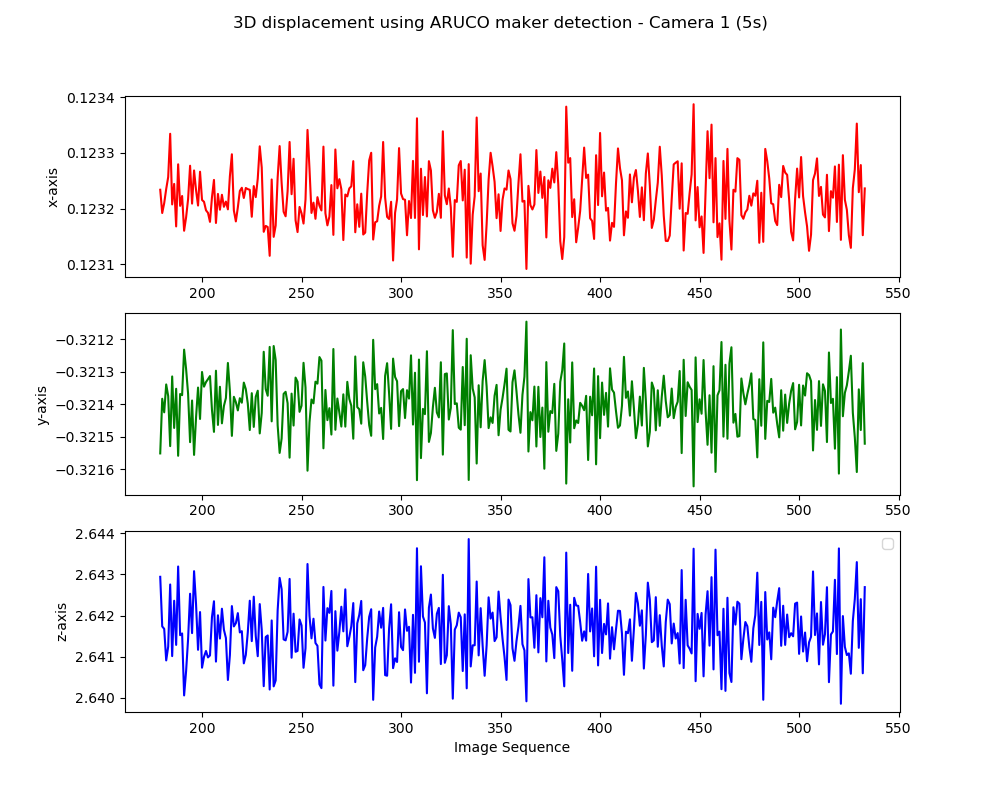 3D displacement using ARUCO maker detection - Camera 1 (5s)
0.1234
0.1233
0.1232
0.1231
x-axis
200 250 300 350 400 450 500 550
−0.3212
−0.3213
−0.3214
−0.3215
−0.3216
y-axis
200 250 300 350 400 450 500 550
2.644
2.643
2.642
2.641
2.640
z-axis
200 250 300 350 400 450 500 550
Image Sequence